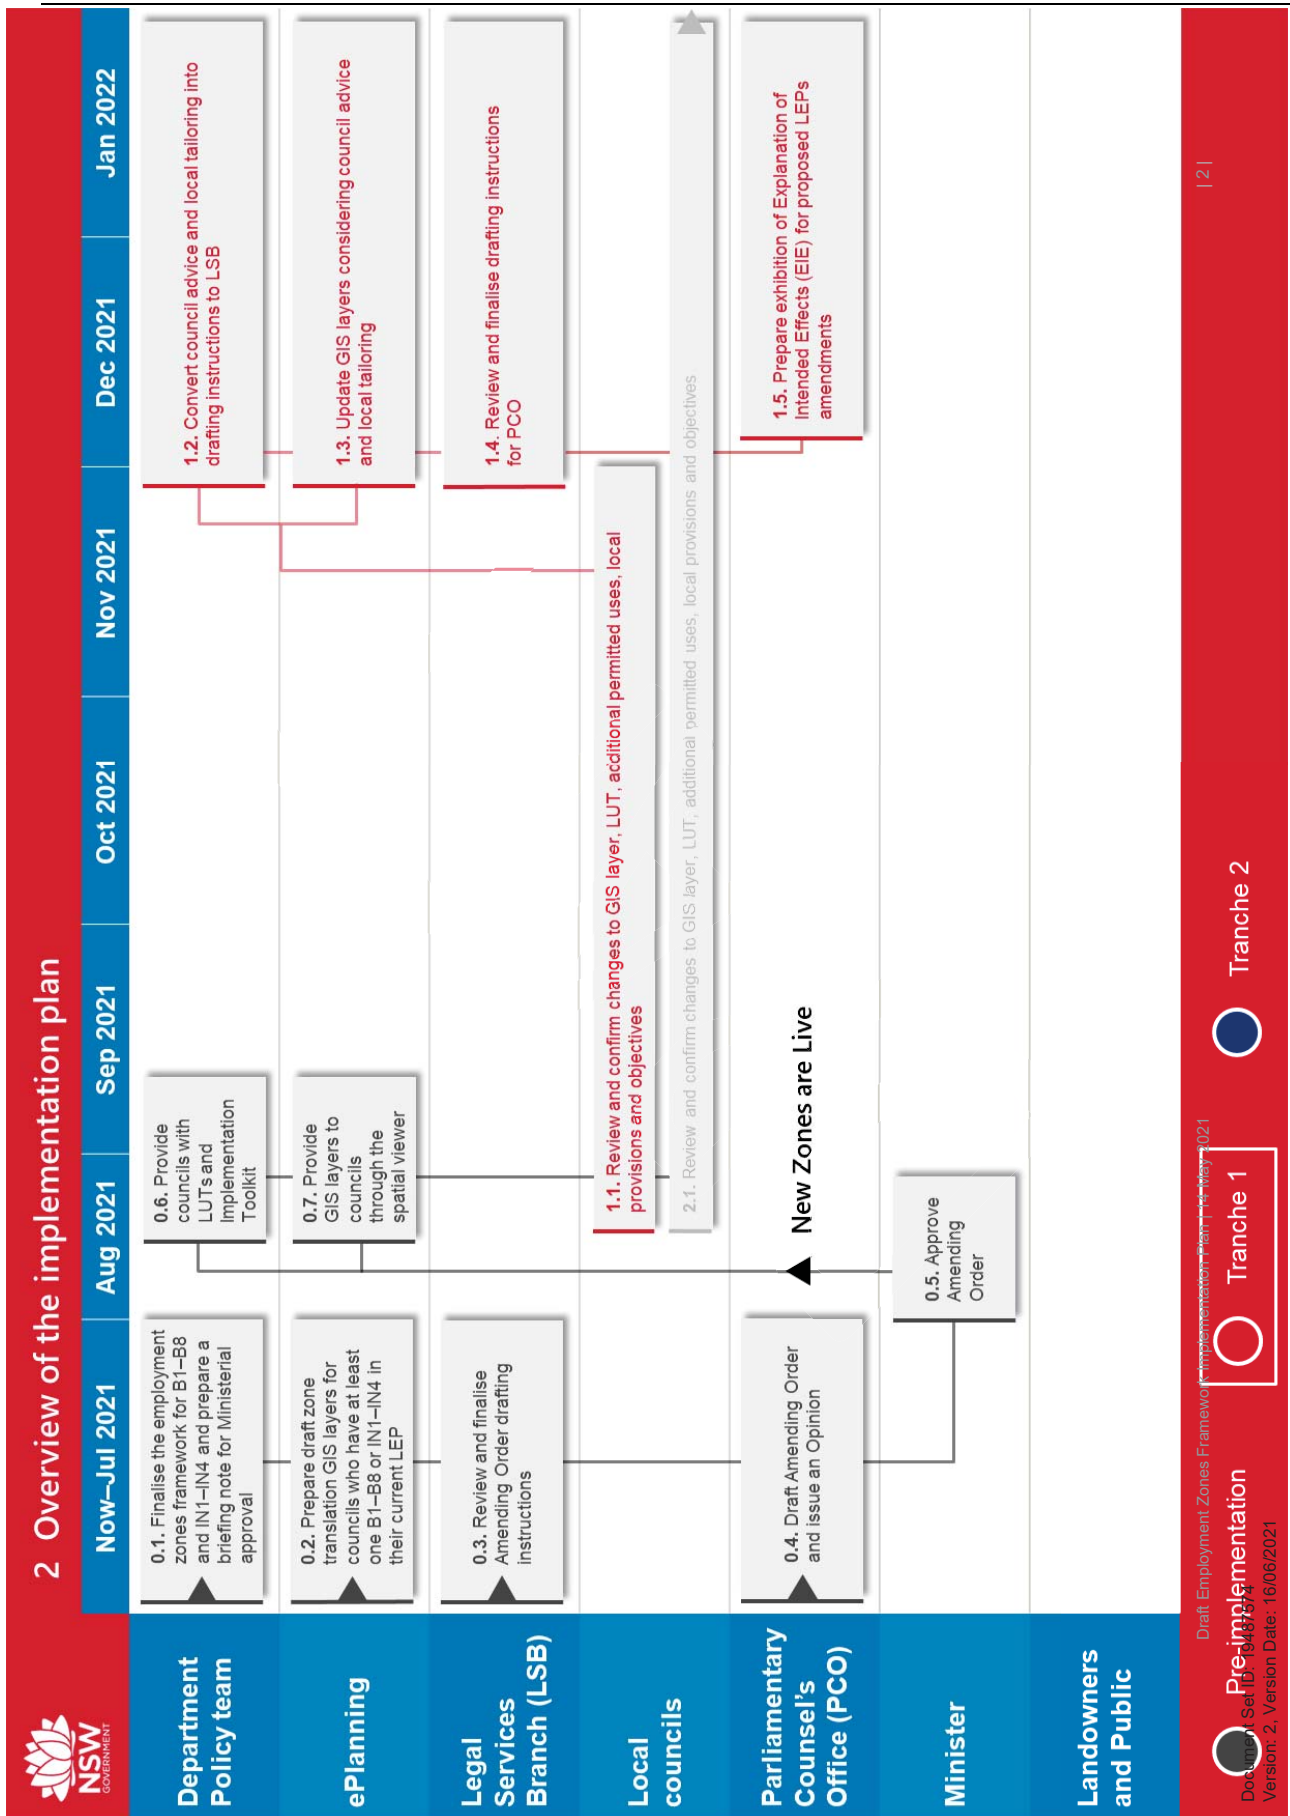 2 Overview of the implementation plan
NSW
GOVERNMENT
Now–Jul 2021
Aug 2021
Sep 2021
Oct 2021
Nov 2021
Dec 2021
Jan 2022
Department
Policy team
0.1. Finalise the employment
zones framework for B1–B8
and IN1–IN4 and prepare a
briefing note for Ministerial
approval
0.6. Provide
councils with
LUTs and
Implementation
Toolkit
1.2. Convert council advice and local tailoring into
drafting instructions to LSB
ePlanning
0.2. Prepare draft zone
translation GIS layers for
councils who have at least
one B1–B8 or IN1–IN4 in
their current LEP
0.7. Provide
GIS layers to
councils
through the
spatial viewer
1.3. Update GIS layers considering council advice
and local tailoring
Legal
Services
Branch (LSB)
0.3. Review and finalise
Amending Order drafting
instructions
1.4. Review and finalise drafting instructions
for PCO
Local
councils
1.1. Review and confirm changes to GIS layer, LUT, additional permitted uses, local
provisions and objectives
2.1. Review and confirm changes to GIS layer, LUT, additional permitted uses, local provisions and objectives
Parliamentary
Counsel's
Office (PCO)
0.4. Draft Amending Order
and issue an Opinion
New Zones are Live
1.5. Prepare exhibition of Explanation of
Intended Effects (EIE) for proposed LEPs
amendments
Minister
0.5. Approve
Amending
Order
Landowners
and Public
Draft Employment Zones Framework Implementation Plan | 14 May 2021
| 2 |
Pre-implementation
Tranche 1
Tranche 2
Document Set ID: 19487574
Version: 2, Version Date: 16/06/2021